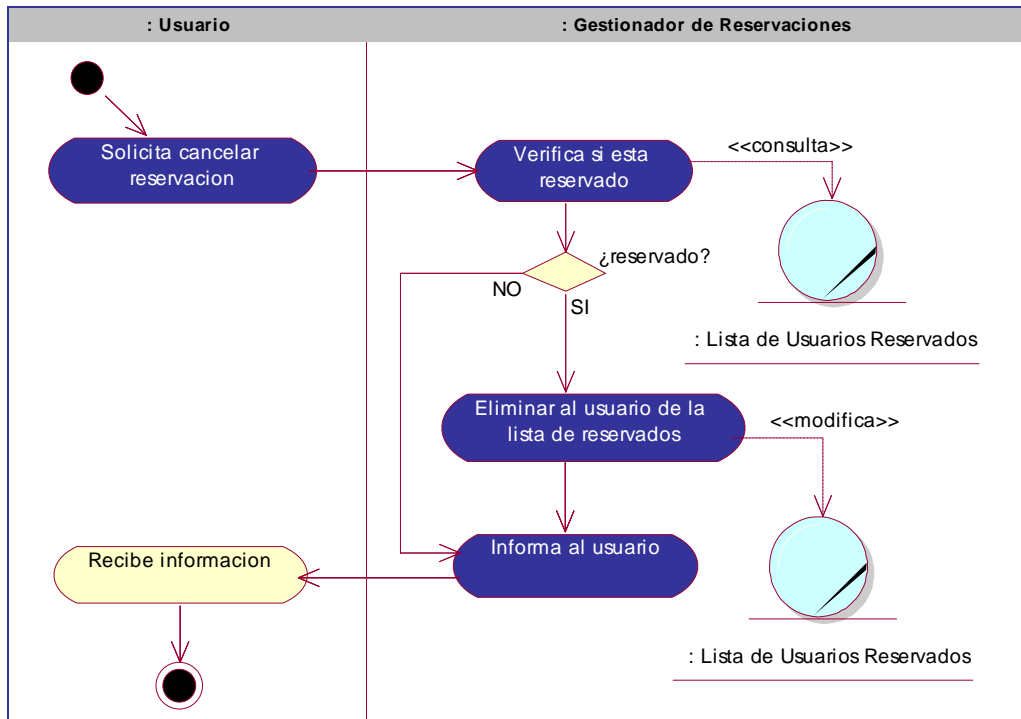 : Usuario
: Gestionador de Reservaciones
Solicita cancelar
reservacion
Verifica si esta
reservado
<<consulta>>
¿reservado?
NO
SI
: Lista de Usuarios Reservados
Eliminar al usuario de la
lista de reservados
<<modifica>>
Informa al usuario
Recibe informacion
: Lista de Usuarios Reservados